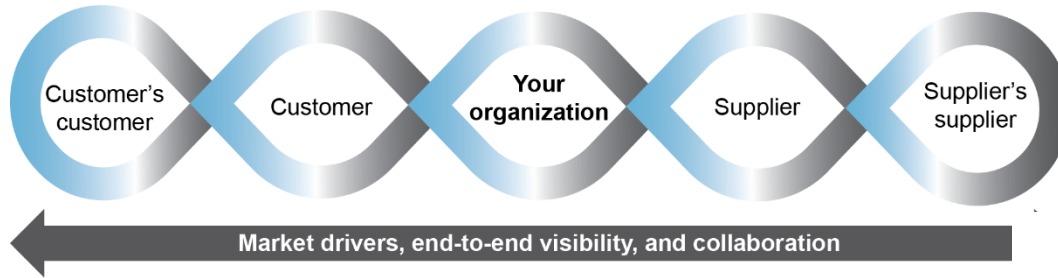 Customer’s
customer
Customer
Your
organization
Supplier
Supplier’s
supplier
Market drivers, end-to-end visibility, and collaboration